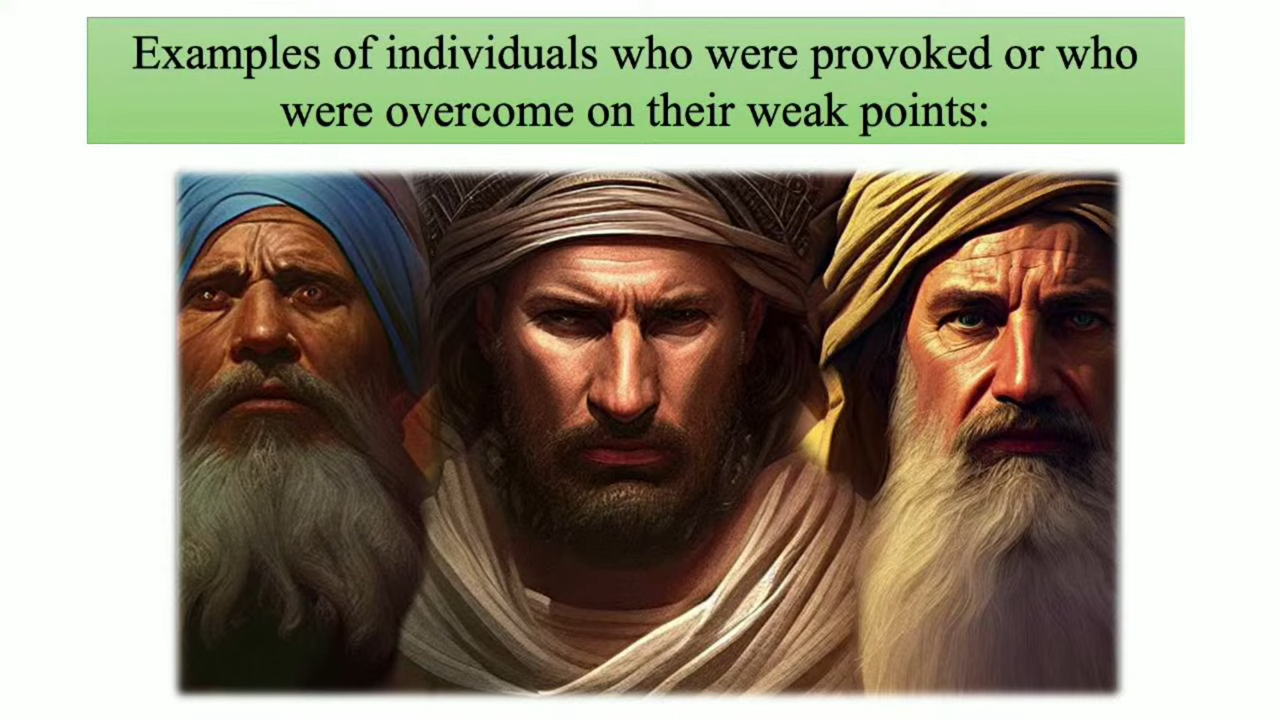 Examples of individuals who were provoked or who
were overcome on their weak points: